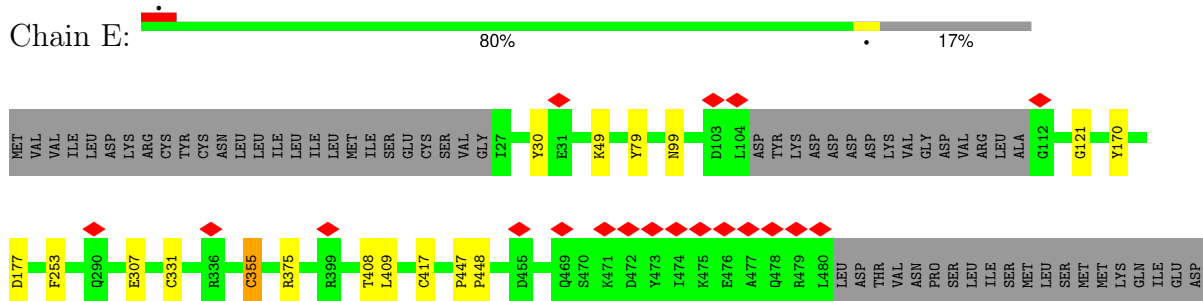 Chain E:
80%
17%
MET VAL VAL ILE LEU ASP LYS ARG CYS TYR CYS ASN LEU LEU ILE LEU ILE LEU MET ILE SER GLU CYS SER VAL GLY I27 Y30 E31 K49 Y79 N99 D103 L104 ASP TYR LYS ASP ASP ASP ASP LYS VAL GLY ASP VAL ARG LEU ALA G112 G121 Y170
D177 F253 Q290 E307 C331 R336 C355 R375 R399 T408 L409 C417 P447 P448 D455 Q469 S470 K471 D472 Y473 I474 K475 E476 A477 Q478 R479 L480 LEU ASP THR VAL ASN PRO SER LEU ILE SER MET LEU SER MET MET LYS GLN ILE GLU ASP